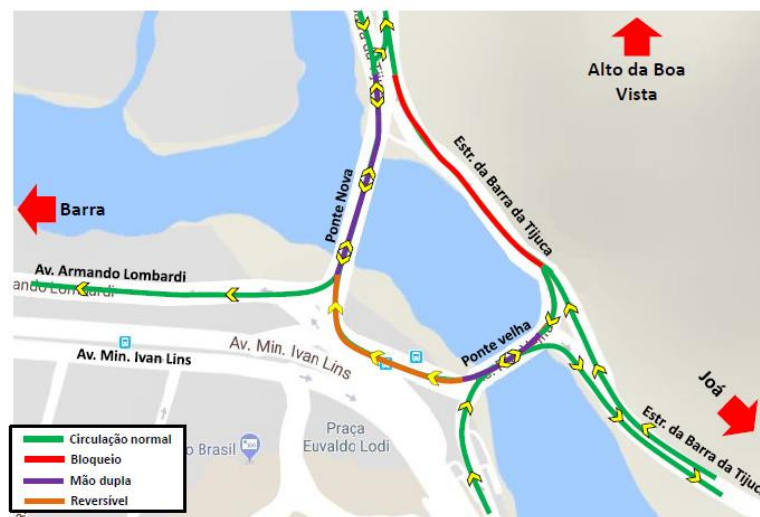 Alto da Boa
Vista
Estr. da Barra da Tijuca
Ponte Nova
Barra
Av. Armando Lombardi
ando Lombardi
Av. Min. Ivan Lins
Av. Min. Ivan Lins
Ponte velha
Joá
Estr. da Barra da Tijuca
Praça
Euvaldo Lodi
o Brasil
Circulação normal
Bloqueio
Mão dupla
Reversível